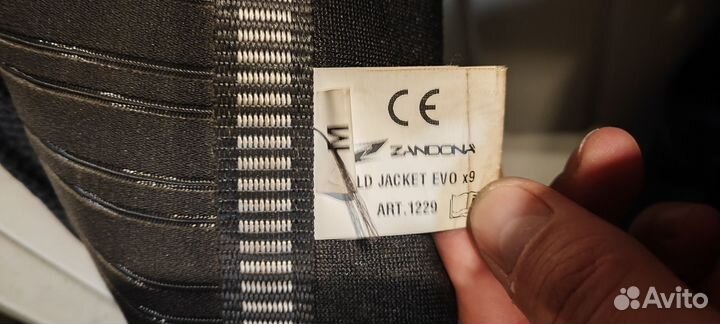 CE
M
ZANDONA
LD JACKET EVO x9
ART.1229
Avito